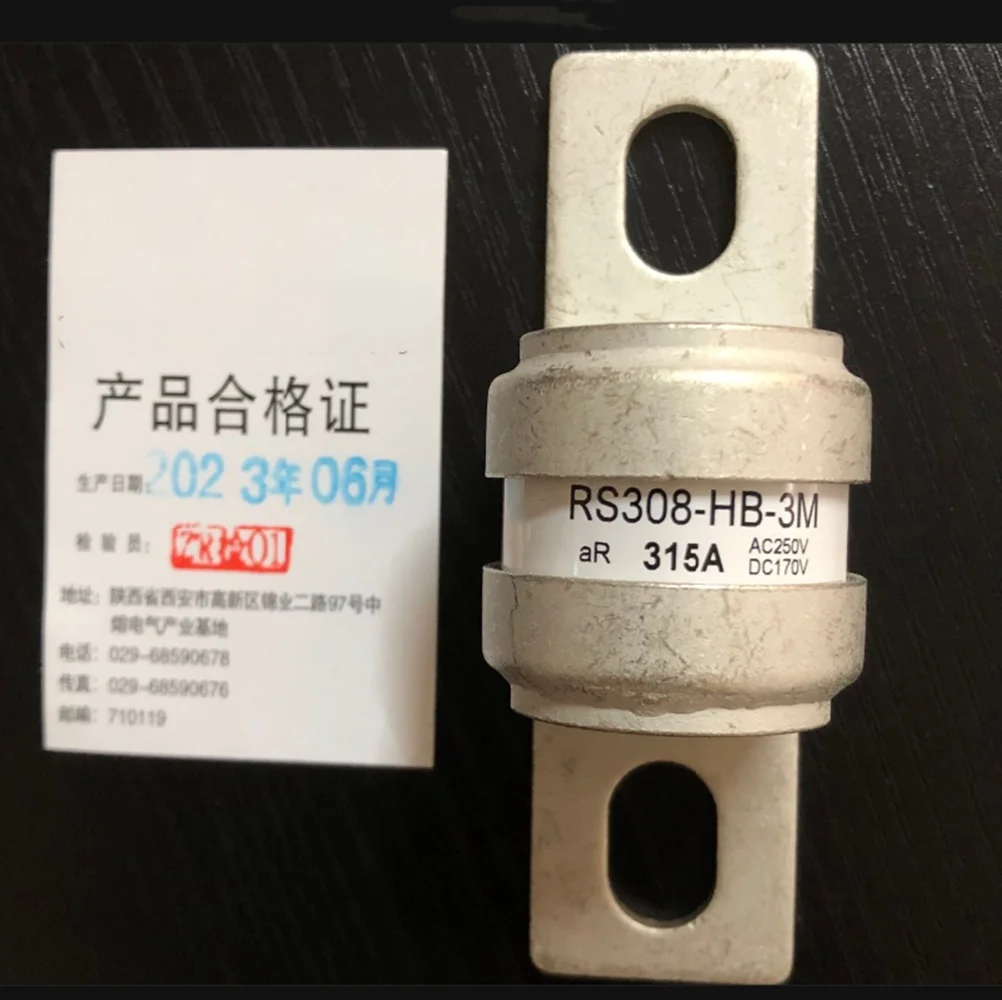 产品合格证
生产日期:2023年06月
检 验 员:
地址: 陕西省西安市高新区锦业二路97号中
熔电气产业基地
电话: 029-68590678
传真: 029-68590676
邮编: 710119
RS308-HB-3M
aR 315A AC250V
DC170V